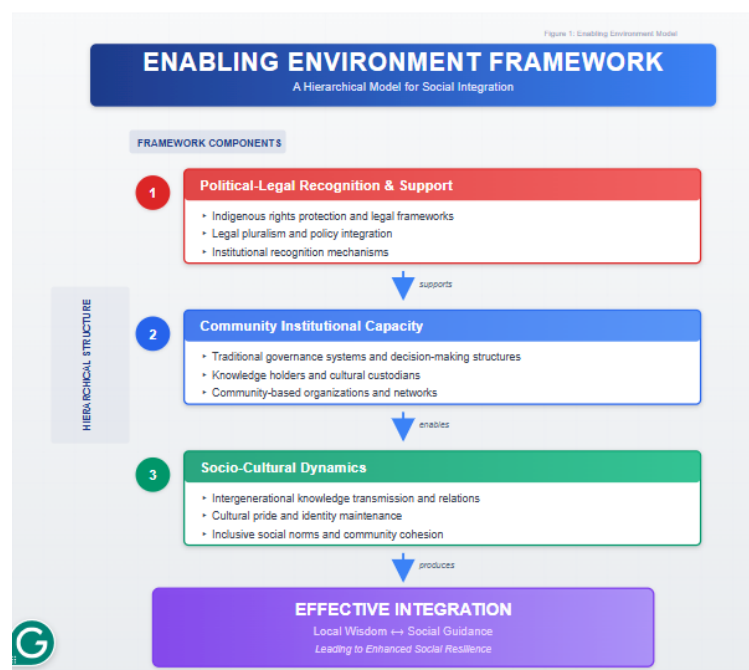 Figure 1: Enabling Environment Model
ENABLING ENVIRONMENT FRAMEWORK
A Hierarchical Model for Social Integration
FRAMEWORK COMPONENTS
1
Political-Legal Recognition & Support
‣ Indigenous rights protection and legal frameworks
‣ Legal pluralism and policy integration
‣ Institutional recognition mechanisms
supports
HIERARCHICAL STRUCTURE
2
Community Institutional Capacity
‣ Traditional governance systems and decision-making structures
‣ Knowledge holders and cultural custodians
‣ Community-based organizations and networks
enables
3
Socio-Cultural Dynamics
‣ Intergenerational knowledge transmission and relations
‣ Cultural pride and identity maintenance
‣ Inclusive social norms and community cohesion
produces
EFFECTIVE INTEGRATION
Local Wisdom ↔ Social Guidance
Leading to Enhanced Social Resilience
G